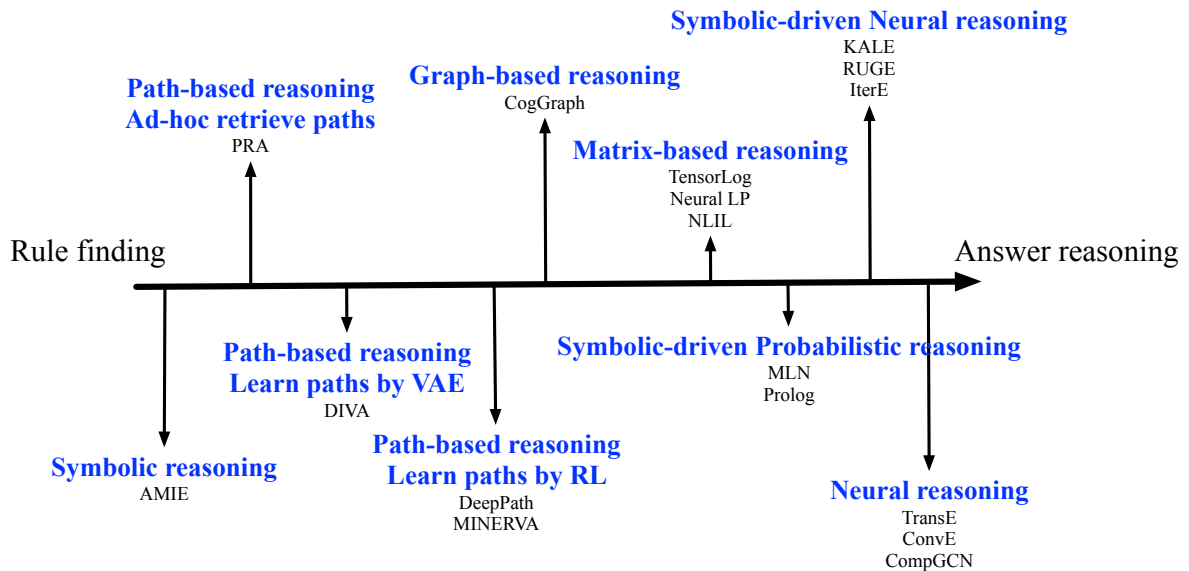 Symbolic-driven Neural reasoning
KALE
RUGE
IterE
Graph-based reasoning
CogGraph
Path-based reasoning
Ad-hoc retrieve paths
PRA
Matrix-based reasoning
TensorLog
Neural LP
NLIL
Rule finding
Answer reasoning
Path-based reasoning
Learn paths by VAE
DIVA
Symbolic-driven Probabilistic reasoning
MLN
Prolog
Symbolic reasoning
AMIE
Path-based reasoning
Learn paths by RL
DeepPath
MINERVA
Neural reasoning
TransE
ConvE
CompGCN